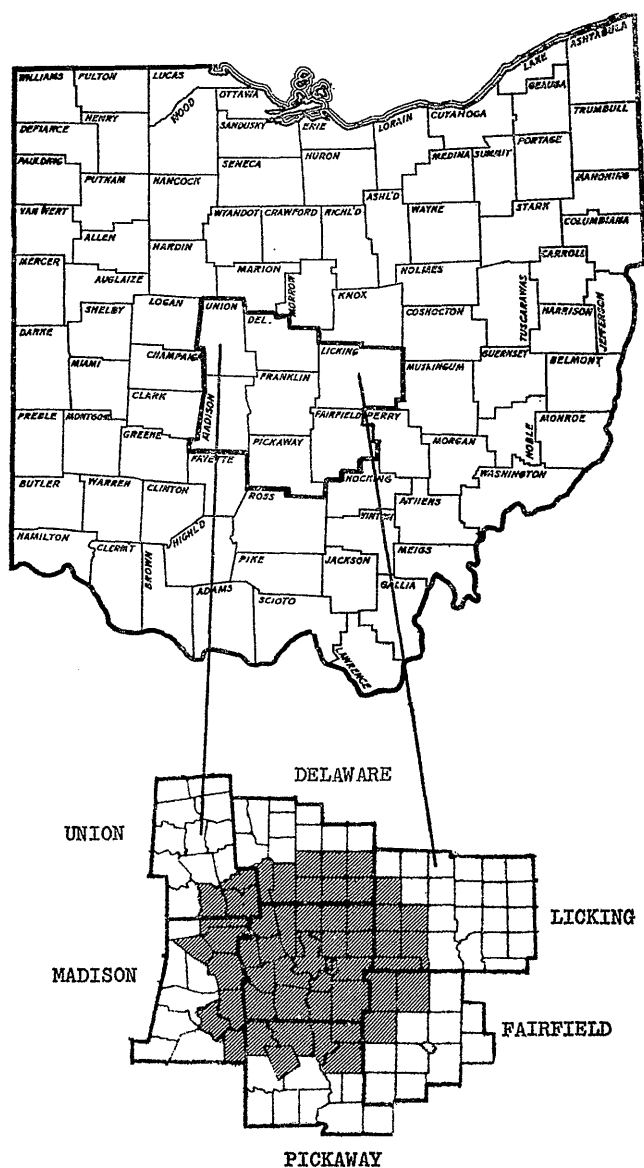 LAKE
ASHTABULA
WILLIAMS
FULTON
LUCAS
GEAUGA
OTTAWA
CUYAHOGA
WOOD
TRUMBULL
DEFIANCE
HENRY
SANDUSKY
ERIE
LORAIN
PORTAGE
MEDINA
SUMMIT
PAULDING
SENECA
HURON
PUTNAM
HANCOCK
MAHONING
ASHL'D
VAN WERT
WYANDOT
CRAWFORD
RICHL'D
WAYNE
STARK
COLUMBIANA
ALLEN
HARDIN
CARROLL
MERCER
MARION
HOLMES
AUGLAIZE
MORROW
KNOX
TUSCARAWAS
JEFFERSON
LOGAN
UNION
COSHOCTON
HARRISON
SHELBY
DEL.
DARKE
LICKING
CHAMPAIG
GUERNSEY
BELMONT
MIAMI
FRANKLIN
MUSKINGUM
CLARK
MADISON
PREBLE
MONTGOM
FAIRFIELD
PERRY
NOBLE
MONROE
GREENE
PICKAWAY
MORGAN
FAYETTE
WASHINGTON
BUTLER
WARREN
CLINTON
HOCKING
ROSS
ATHENS
VINTON
HAMILTON
CLERM'T
HIGHL'D
MEIGS
BROWN
PIKE
JACKSON
ADAMS
SCIOTO
GALLIA
LAWRENCE
DELAWARE
UNION
LICKING
MADISON
FAIRFIELD
PICKAWAY